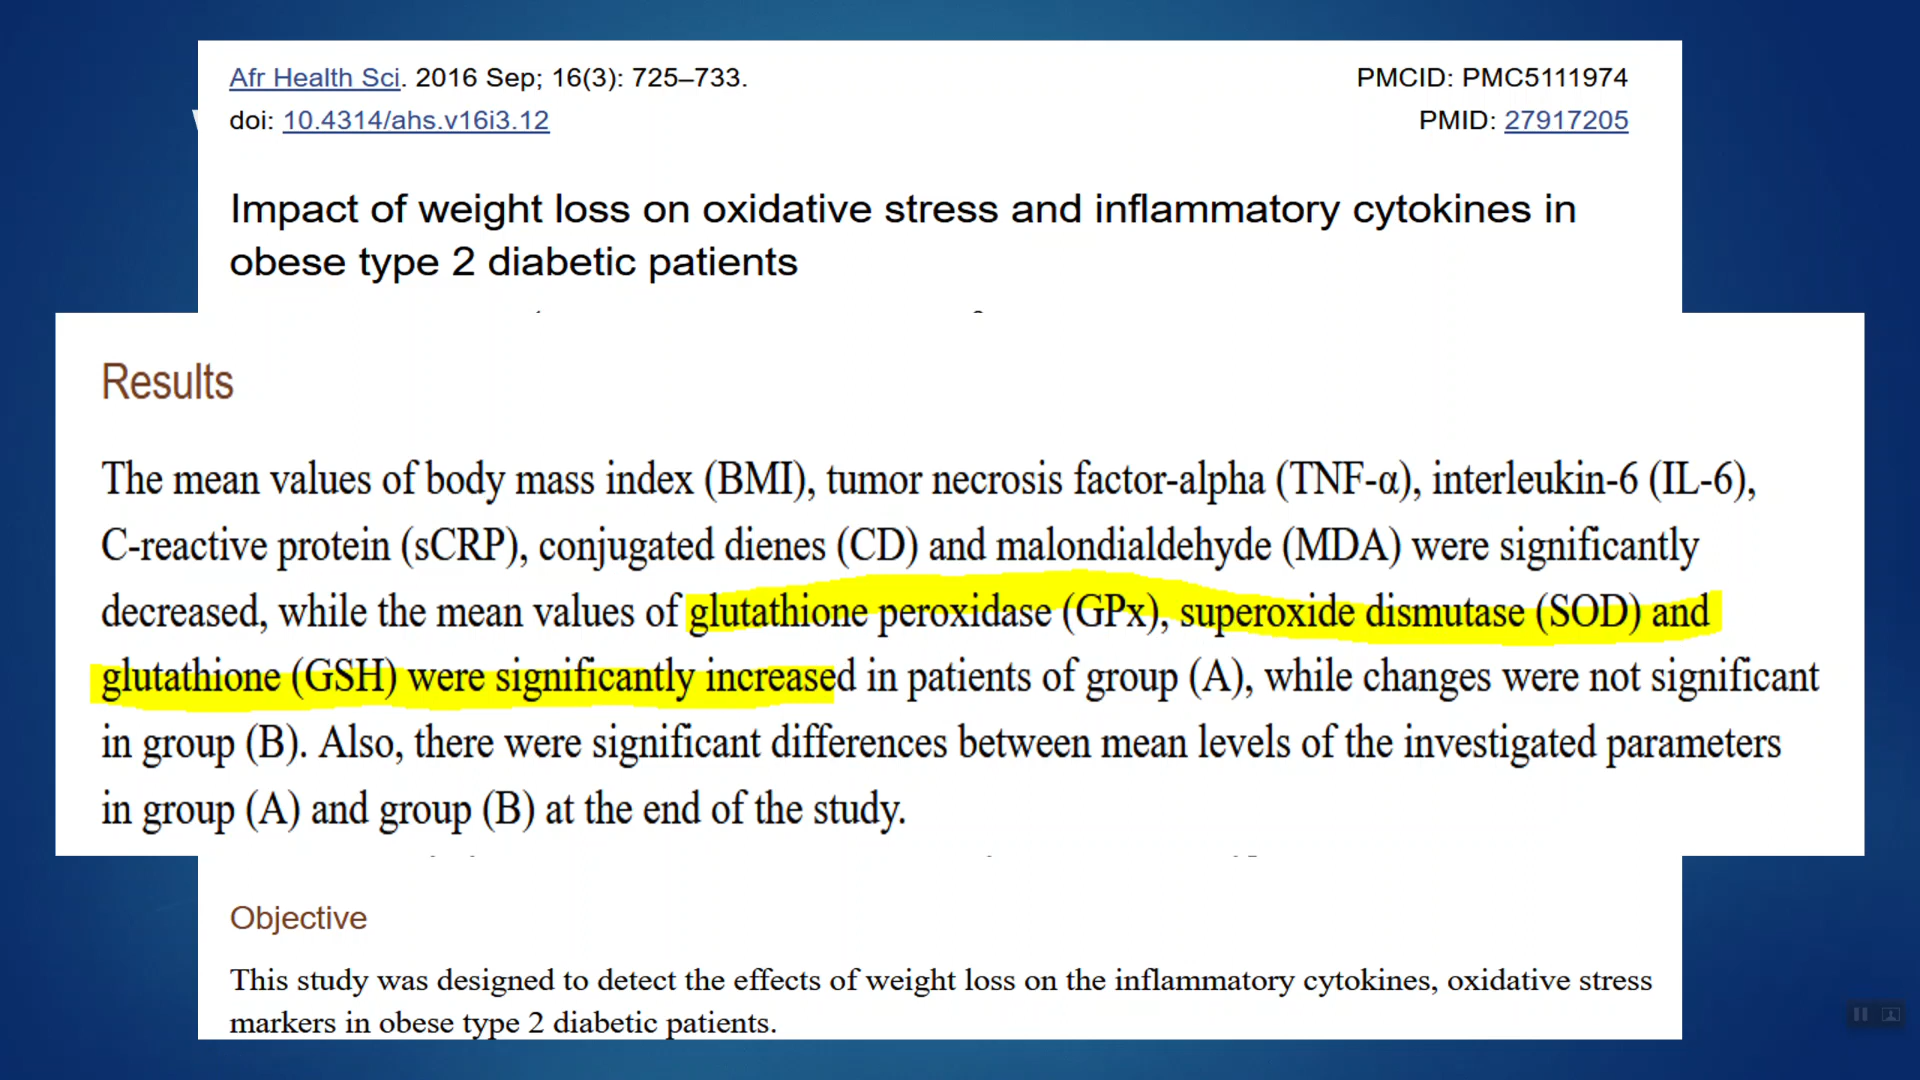 Afr Health Sci. 2016 Sep; 16(3): 725–733.
PMCID: PMC5111974
doi: 10.4314/ahs.v16i3.12
PMID: 27917205
Impact of weight loss on oxidative stress and inflammatory cytokines in
obese type 2 diabetic patients
Results
The mean values of body mass index (BMI), tumor necrosis factor-alpha (TNF-α), interleukin-6 (IL-6),
C-reactive protein (sCRP), conjugated dienes (CD) and malondialdehyde (MDA) were significantly
decreased, while the mean values of glutathione peroxidase (GPx), superoxide dismutase (SOD) and
glutathione (GSH) were significantly increased in patients of group (A), while changes were not significant
in group (B). Also, there were significant differences between mean levels of the investigated parameters
in group (A) and group (B) at the end of the study.
Objective
This study was designed to detect the effects of weight loss on the inflammatory cytokines, oxidative stress
markers in obese type 2 diabetic patients.